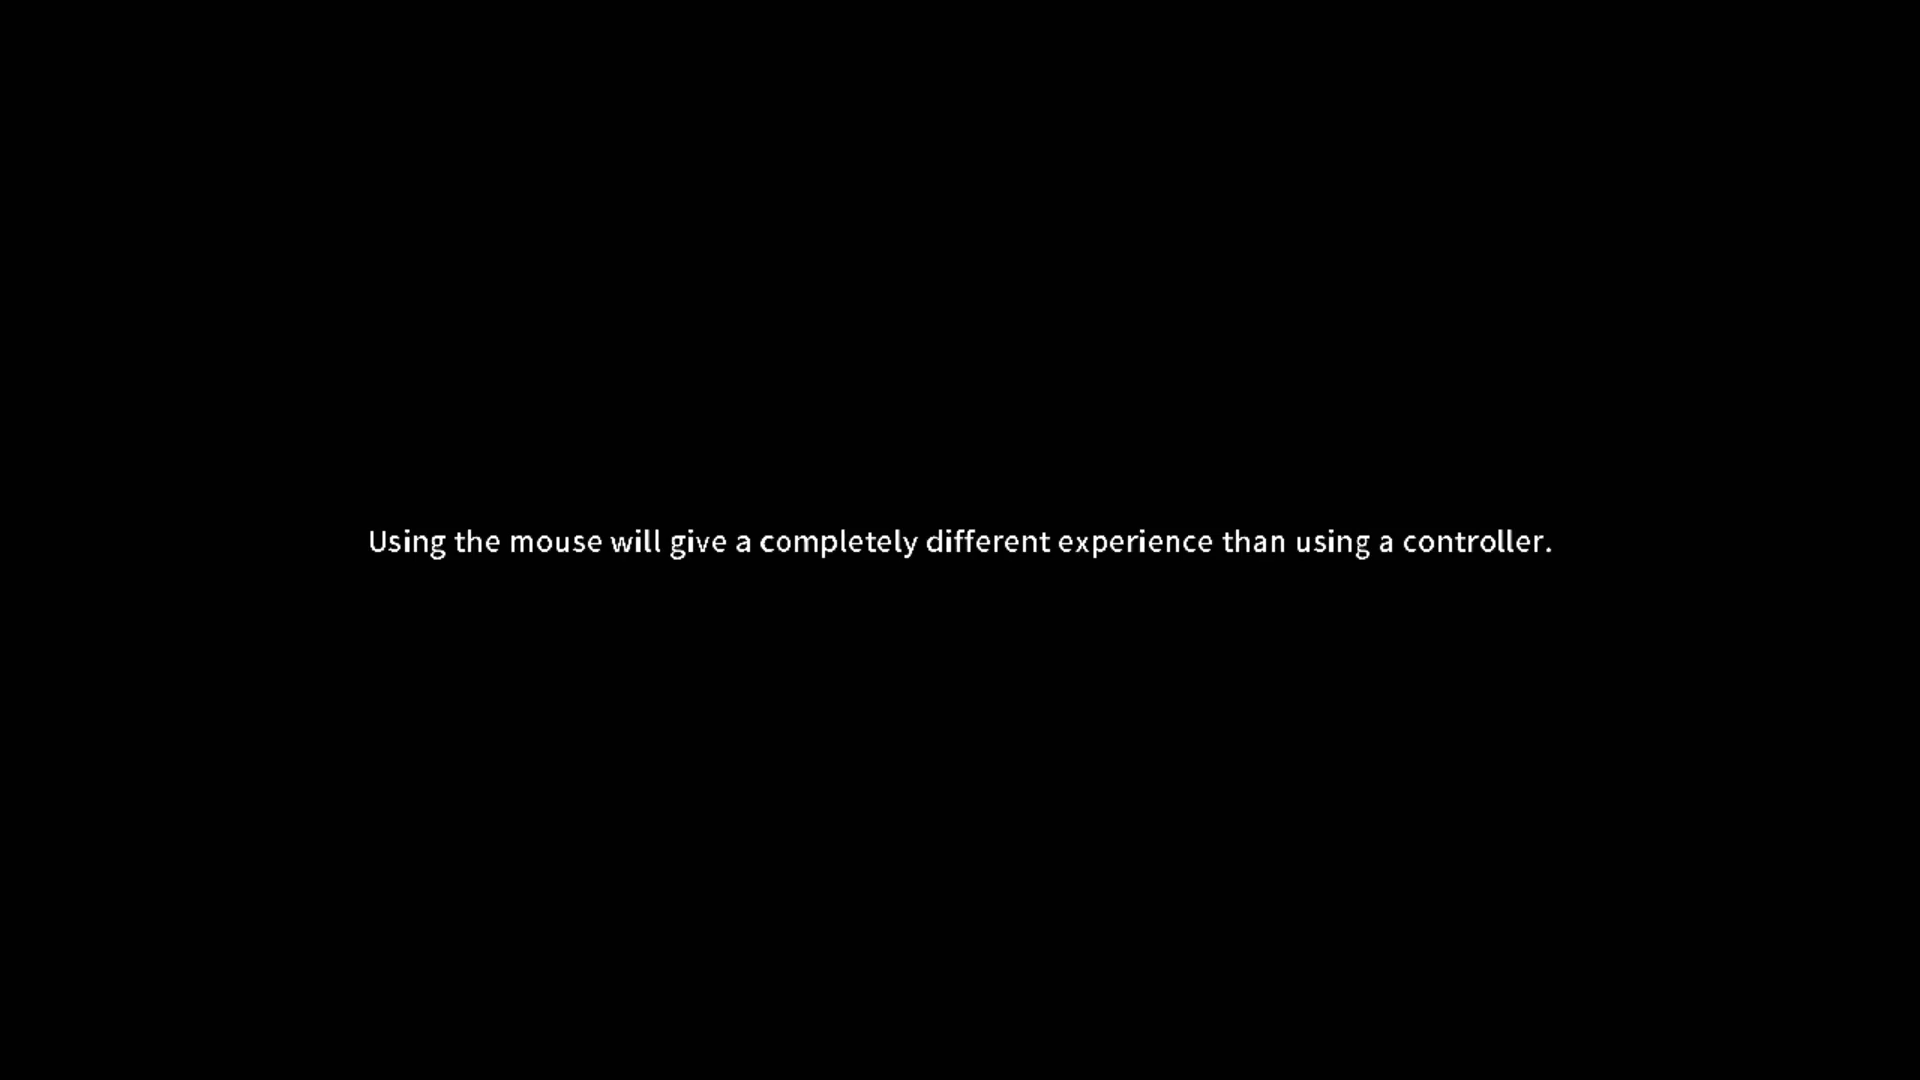 Using the mouse will give a completely different experience than using a controller.